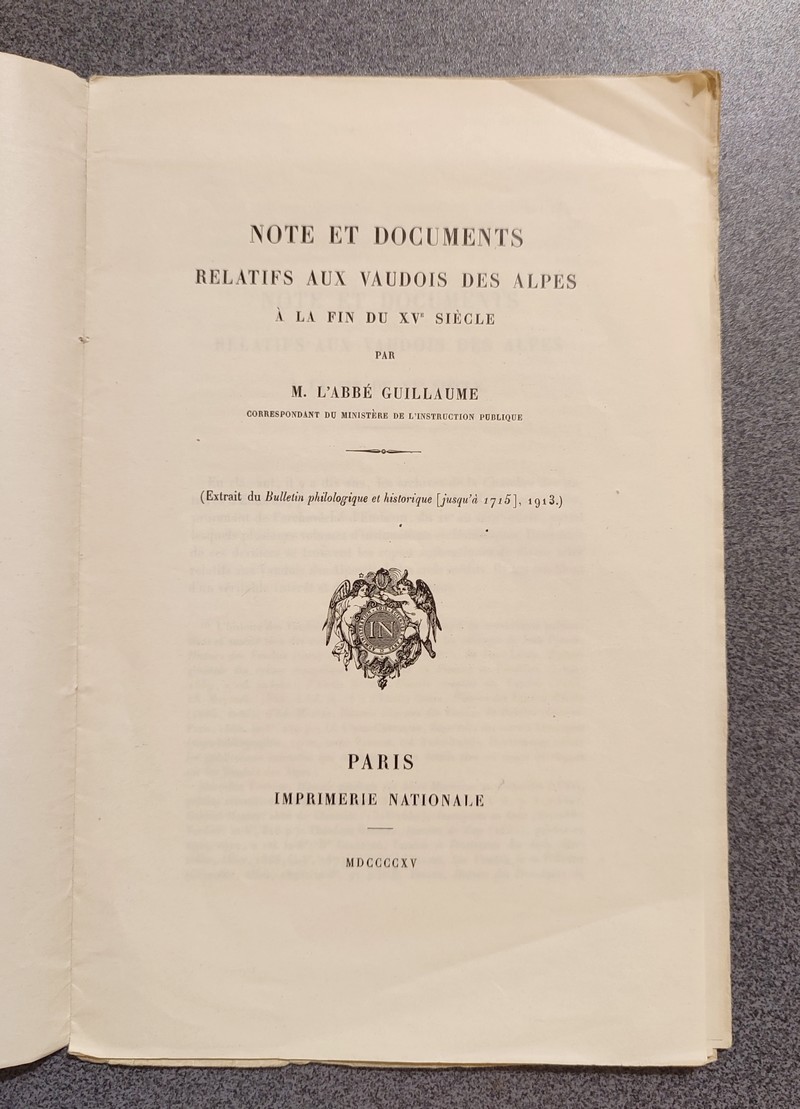 NOTE ET DOCUMENTS
RELATIFS AUX VAUDOIS DES ALPES
À LA FIN DU XVE SIÈCLE
PAR
M. L'ABBÉ GUILLAUME
CORRESPONDANT DU MINISTÈRE DE L'INSTRUCTION PUBLIQUE
(Extrait du Bulletin philologique et historique [jusqu'à 1715], 1913.)
IN
PARIS
IMPRIMERIE NATIONALE
MDCCCCXV